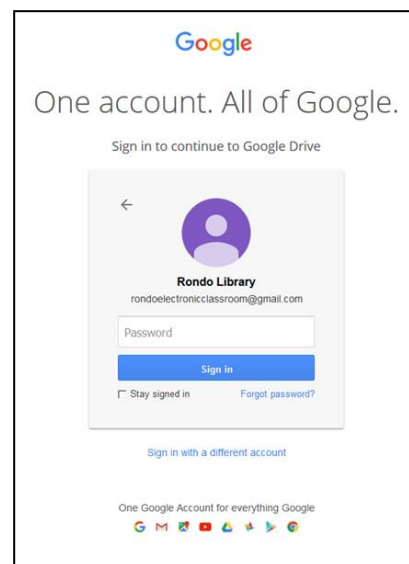 Google
One account. All of Google.
Sign in to continue to Google Drive
Rondo Library
rondoelectronicclassroom@gmail.com
Password
Sign in
Stay signed in
Forgot password?
Sign in with a different account
One Google Account for everything Google